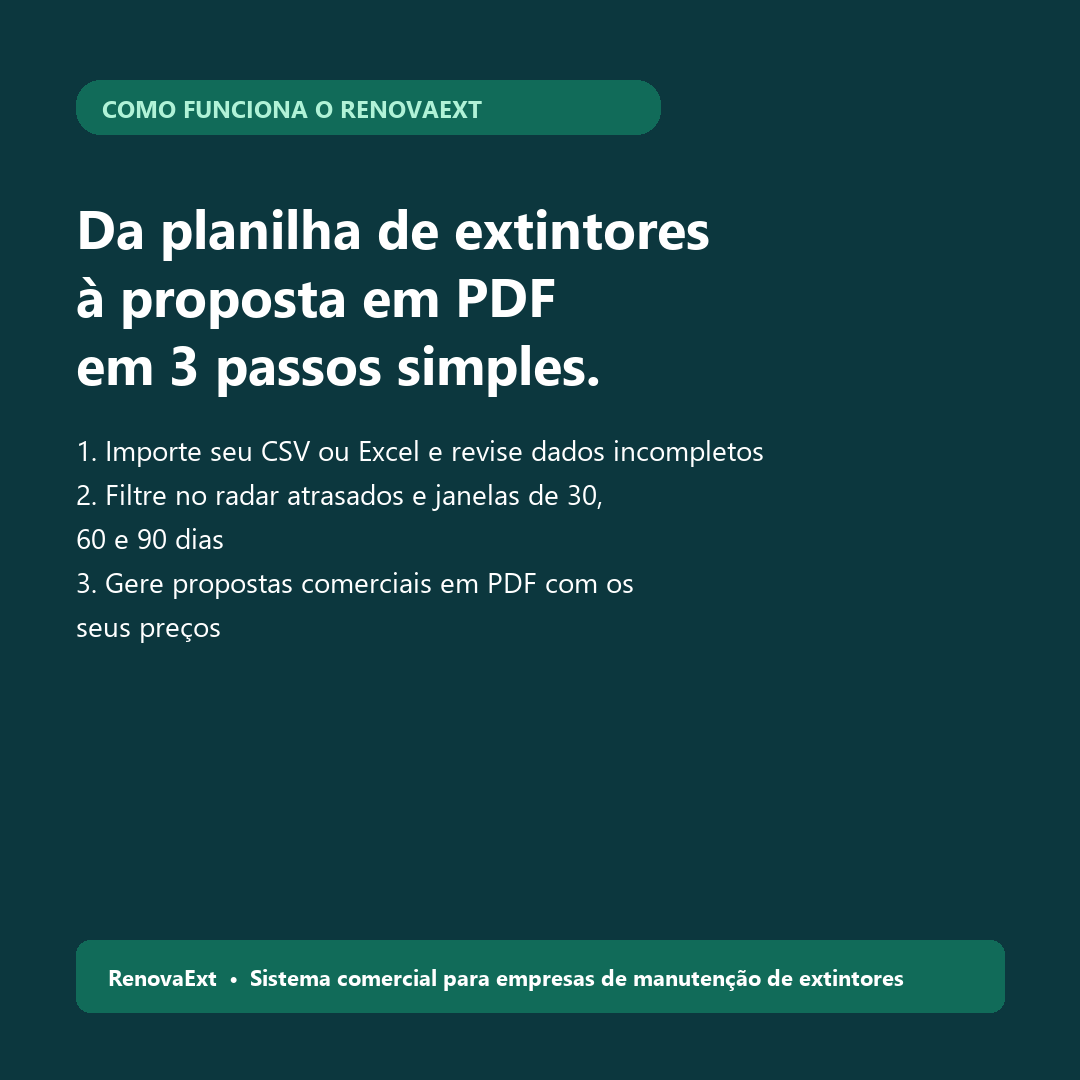 COMO FUNCIONA O RENOVAEXT
Da planilha de extintores
à proposta em PDF
em 3 passos simples.
1. Importe seu CSV ou Excel e revise dados incompletos
2. Filtre no radar atrasados e janelas de 30,
60 e 90 dias
3. Gere propostas comerciais em PDF com os
seus preços
RenovaExt • Sistema comercial para empresas de manutenção de extintores